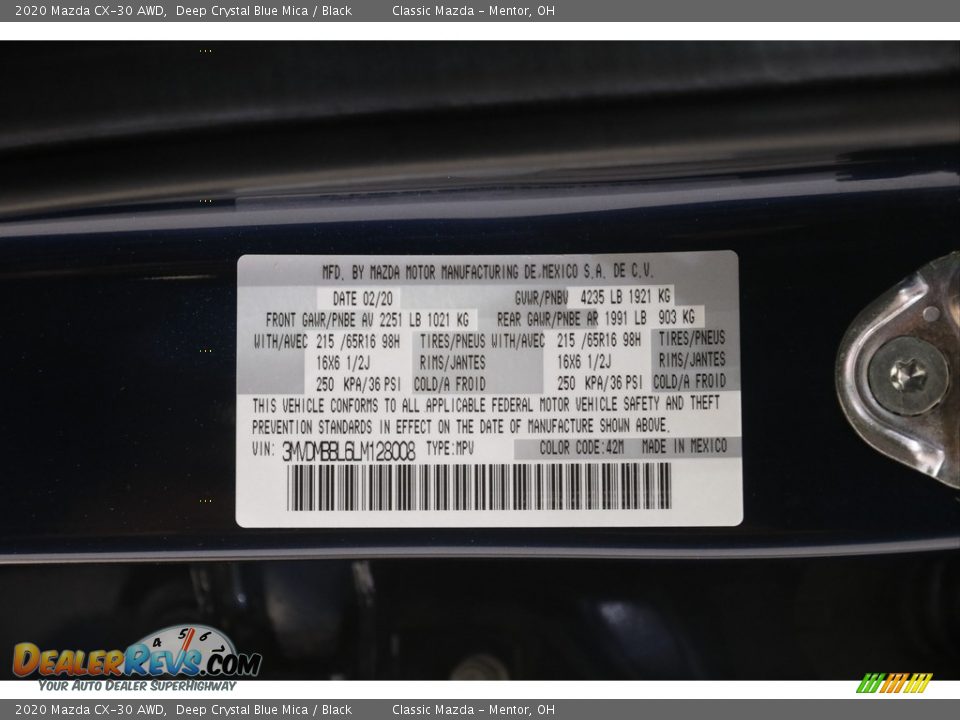 2020 Mazda CX-30 AWD, Deep Crystal Blue Mica / Black Classic Mazda - Mentor, OH
MFD. BY MAZDA MOTOR MANUFACTURING DE MEXICO S.A. DE C.V.
DATE 02/20 GVWR/PNBV 4235 LB 1921 KG
FRONT GAWR/PNBE AV 2251 LB 1021 KG REAR GAWR/PNBE AR 1991 LB 903 KG
WITH/AVEC 215 /65R16 98H TIRES/PNEUS WITH/AVEC 215 /65R16 98H TIRES/PNEUS
16X6 1/2J RIMS/JANTES 16X6 1/2J RIMS/JANTES
250 KPA/36 PSI COLD/A FROID 250 KPA/36 PSI COLD/A FROID
THIS VEHICLE CONFORMS TO ALL APPLICABLE FEDERAL MOTOR VEHICLE SAFETY AND THEFT
PREVENTION STANDARDS IN EFFECT ON THE DATE OF MANUFACTURE SHOWN ABOVE.
VIN: 3MVDMBBL6LM128008 TYPE:MPV COLOR CODE:42M MADE IN MEXICO
4 5 6
DEALERREVS.COM
YOUR AUTO DEALER SUPERHIGHWAY
2020 Mazda CX-30 AWD, Deep Crystal Blue Mica / Black Classic Mazda - Mentor, OH